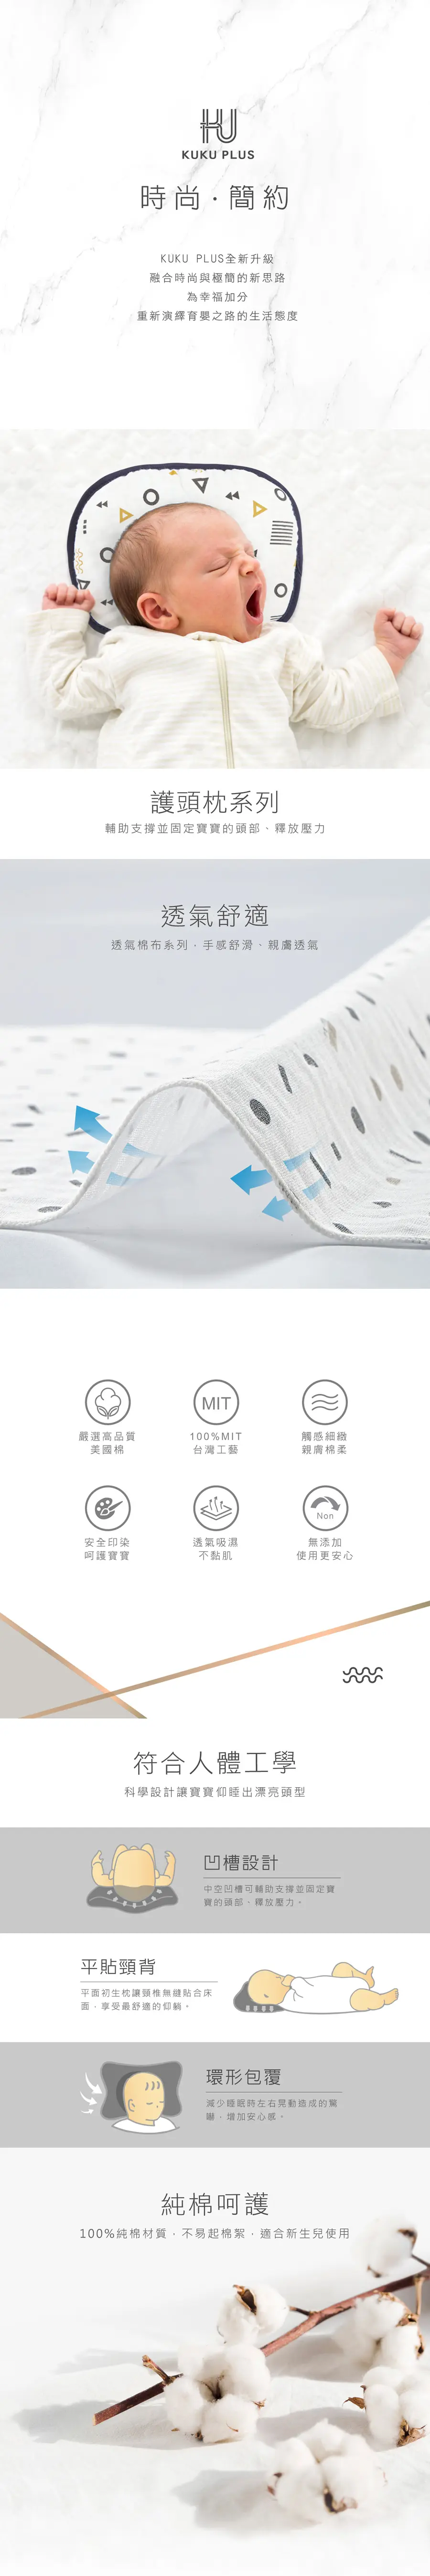 KUKU PLUS
時尚·簡約
KUKU PLUS全新升級
融合時尚與極簡的新思路
為幸福加分
重新演繹育嬰之路的生活態度
護頭枕系列
輔助支撐並固定寶寶的頭部、釋放壓力
透氣舒適
透氣棉布系列，手感舒滑、親膚透氣
嚴選高品質
美國棉
MIT
100%MIT
台灣工藝
觸感細緻
親膚棉柔
安全印染
呵護寶寶
透氣吸濕
不黏肌
Non
無添加
使用更安心
符合人體工學
科學設計讓寶寶仰睡出漂亮頭型
凹槽設計
中空凹槽可輔助支撐並固定寶
寶的頭部、釋放壓力。
平貼頸背
平面初生枕讓頸椎無縫貼合床
面，享受最舒適的仰躺。
環形包覆
減少睡眠時左右晃動造成的驚
嚇，增加安心感。
純棉呵護
100%純棉材質，不易起棉絮，適合新生兒使用